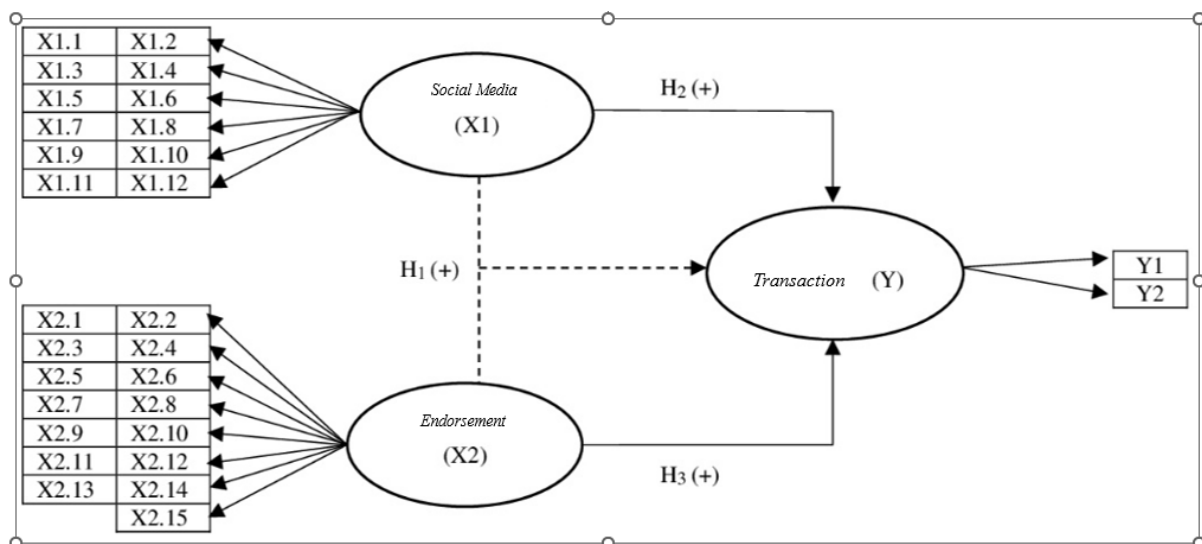 X1.1 X1.2
X1.3 X1.4
X1.5 X1.6
X1.7 X1.8
X1.9 X1.10
X1.11 X1.12
Social Media
(X1)
H2 (+)
H1 (+)
Transaction (Y)
Y1
Y2
X2.1 X2.2
X2.3 X2.4
X2.5 X2.6
X2.7 X2.8
X2.9 X2.10
X2.11 X2.12
X2.13 X2.14
X2.15
Endorsement
(X2)
H3 (+)